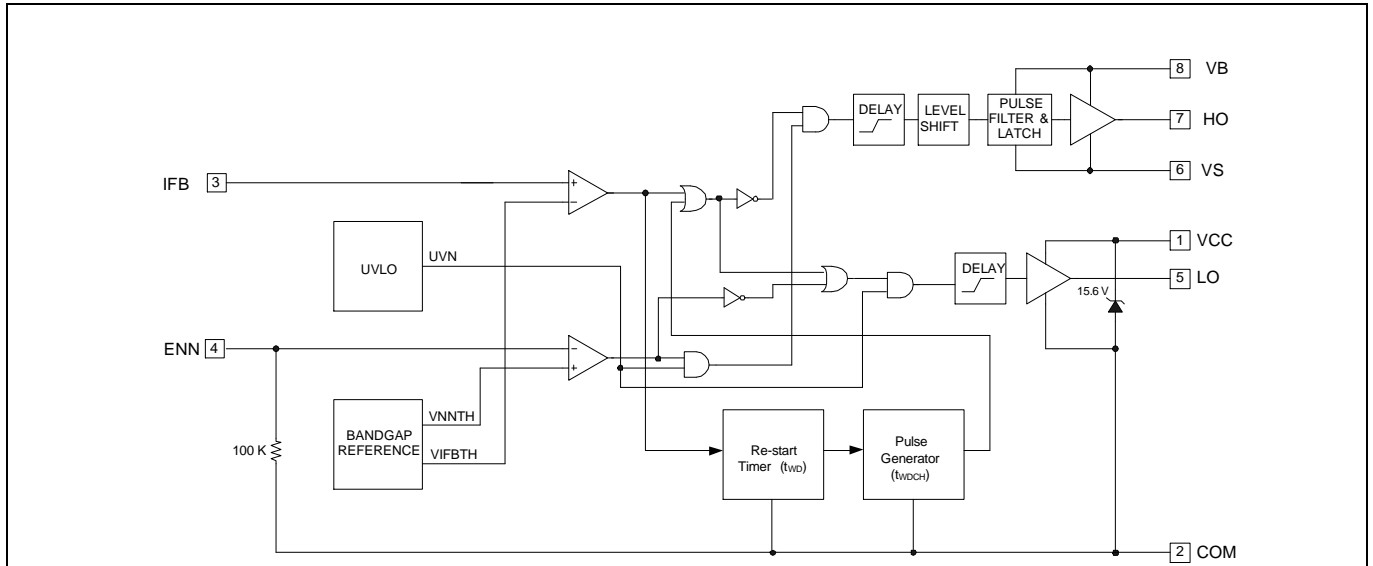 8 VB
DELAY
LEVEL
SHIFT
PULSE
FILTER &
LATCH
7 HO
6 VS
IFB 3
+
−
UVLO
UVN
1 VCC
DELAY
5 LO
15.6 V
ENN 4
−
+
VNNTH
BANDGAP
REFERENCE
VIFBTH
100 K
Re-start
Timer (tWD)
Pulse
Generator
(tWDCH)
2 COM